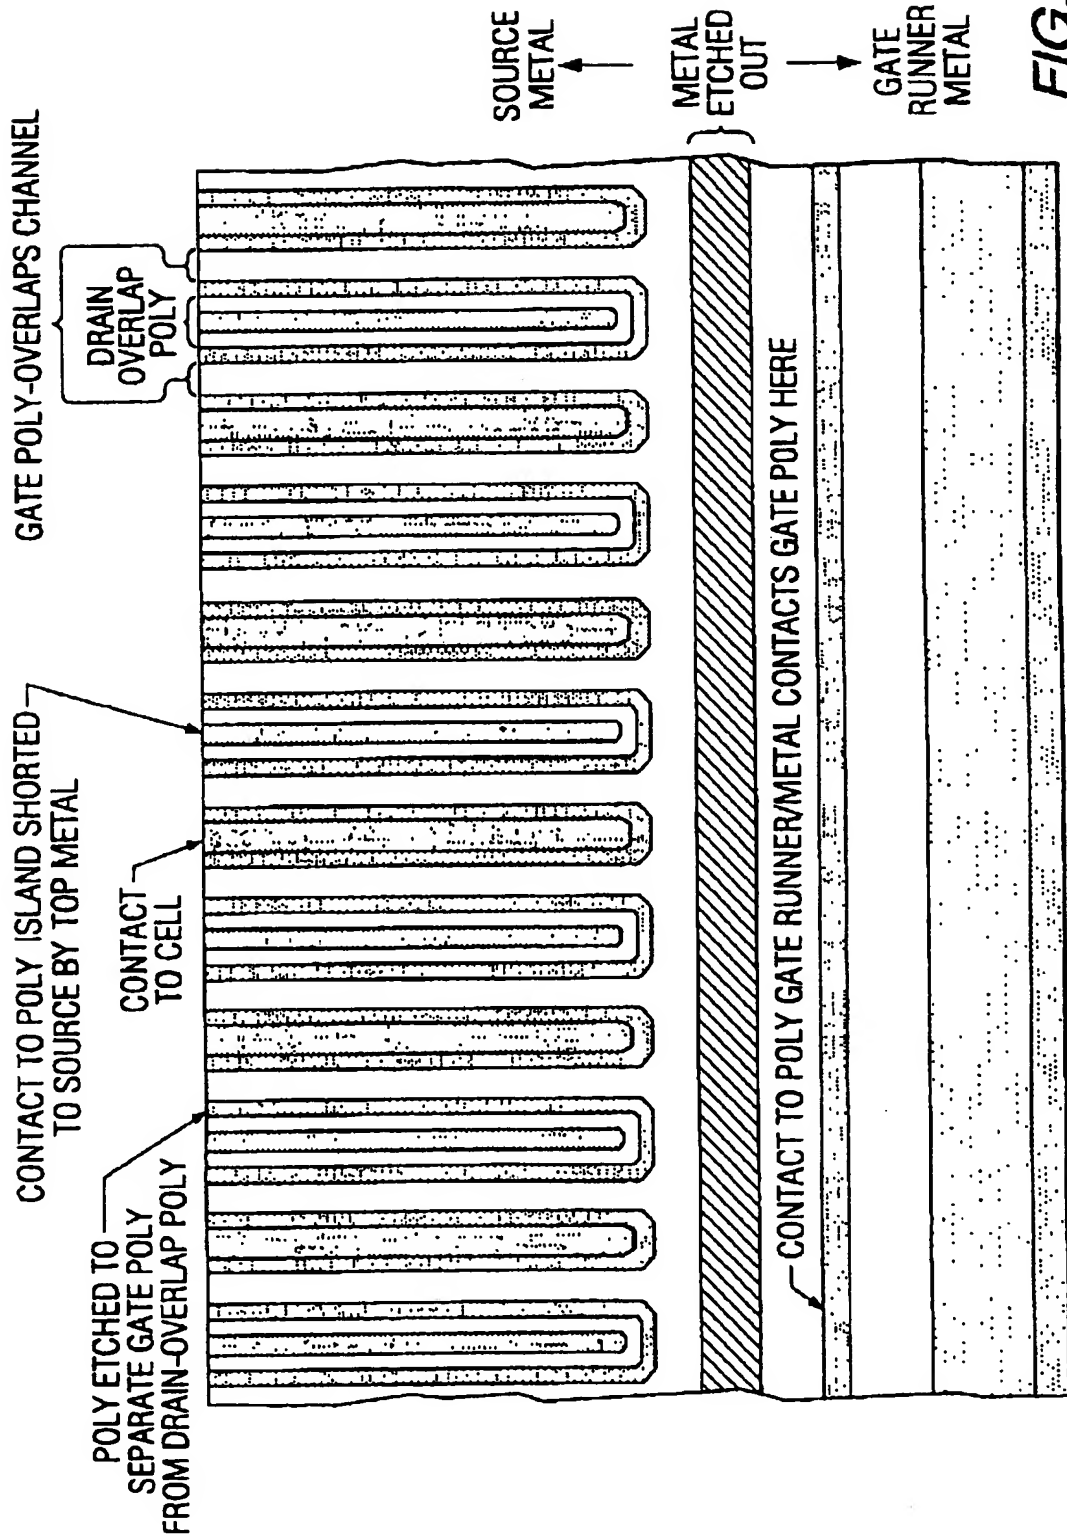 POLY ETCHED TO
SEPARATE GATE POLY
FROM DRAIN-OVERLAP POLY
CONTACT TO POLY ISLAND SHORTED
TO SOURCE BY TOP METAL
CONTACT
TO CELL
GATE POLY-OVERLAPS CHANNEL
DRAIN
OVERLAP
POLY
SOURCE
METAL
METAL
ETCHED
OUT
GATE
RUNNER
METAL
CONTACT TO POLY GATE RUNNER/METAL CONTACTS GATE POLY HERE
FIG.